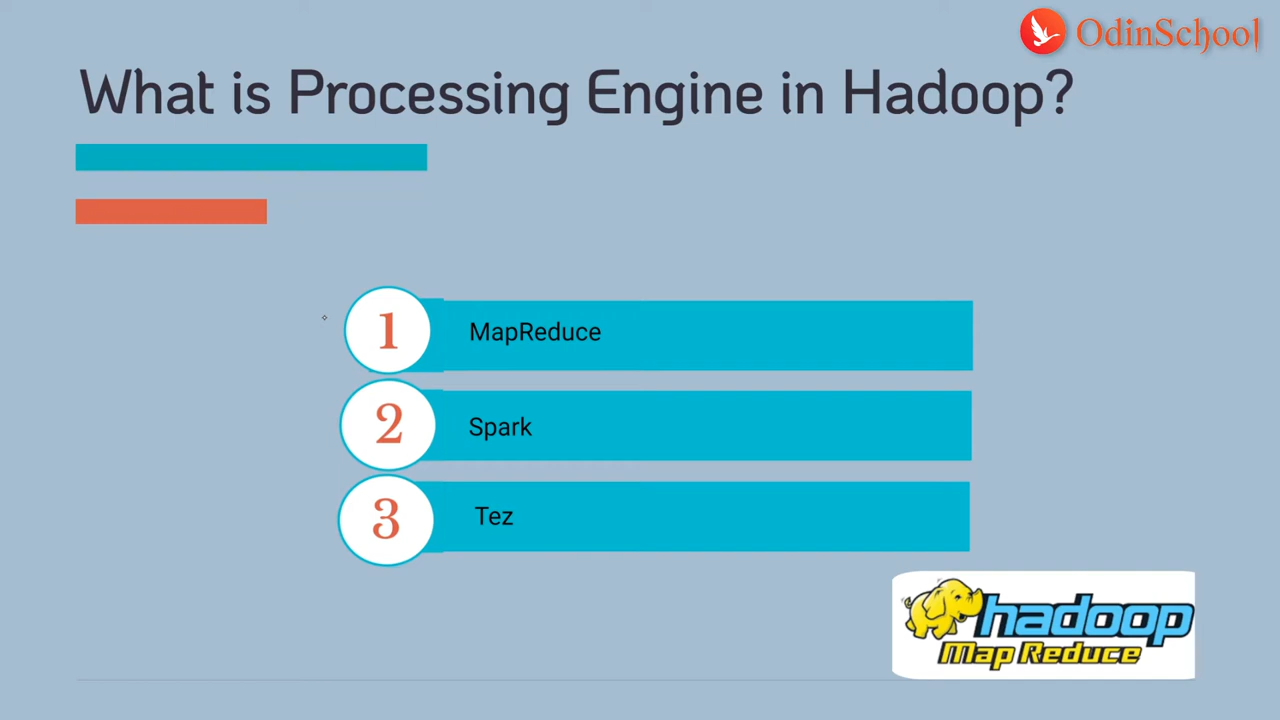 OdinSchool
What is Processing Engine in Hadoop?
1
MapReduce
2
Spark
3
Tez
hadoop
Map Reduce